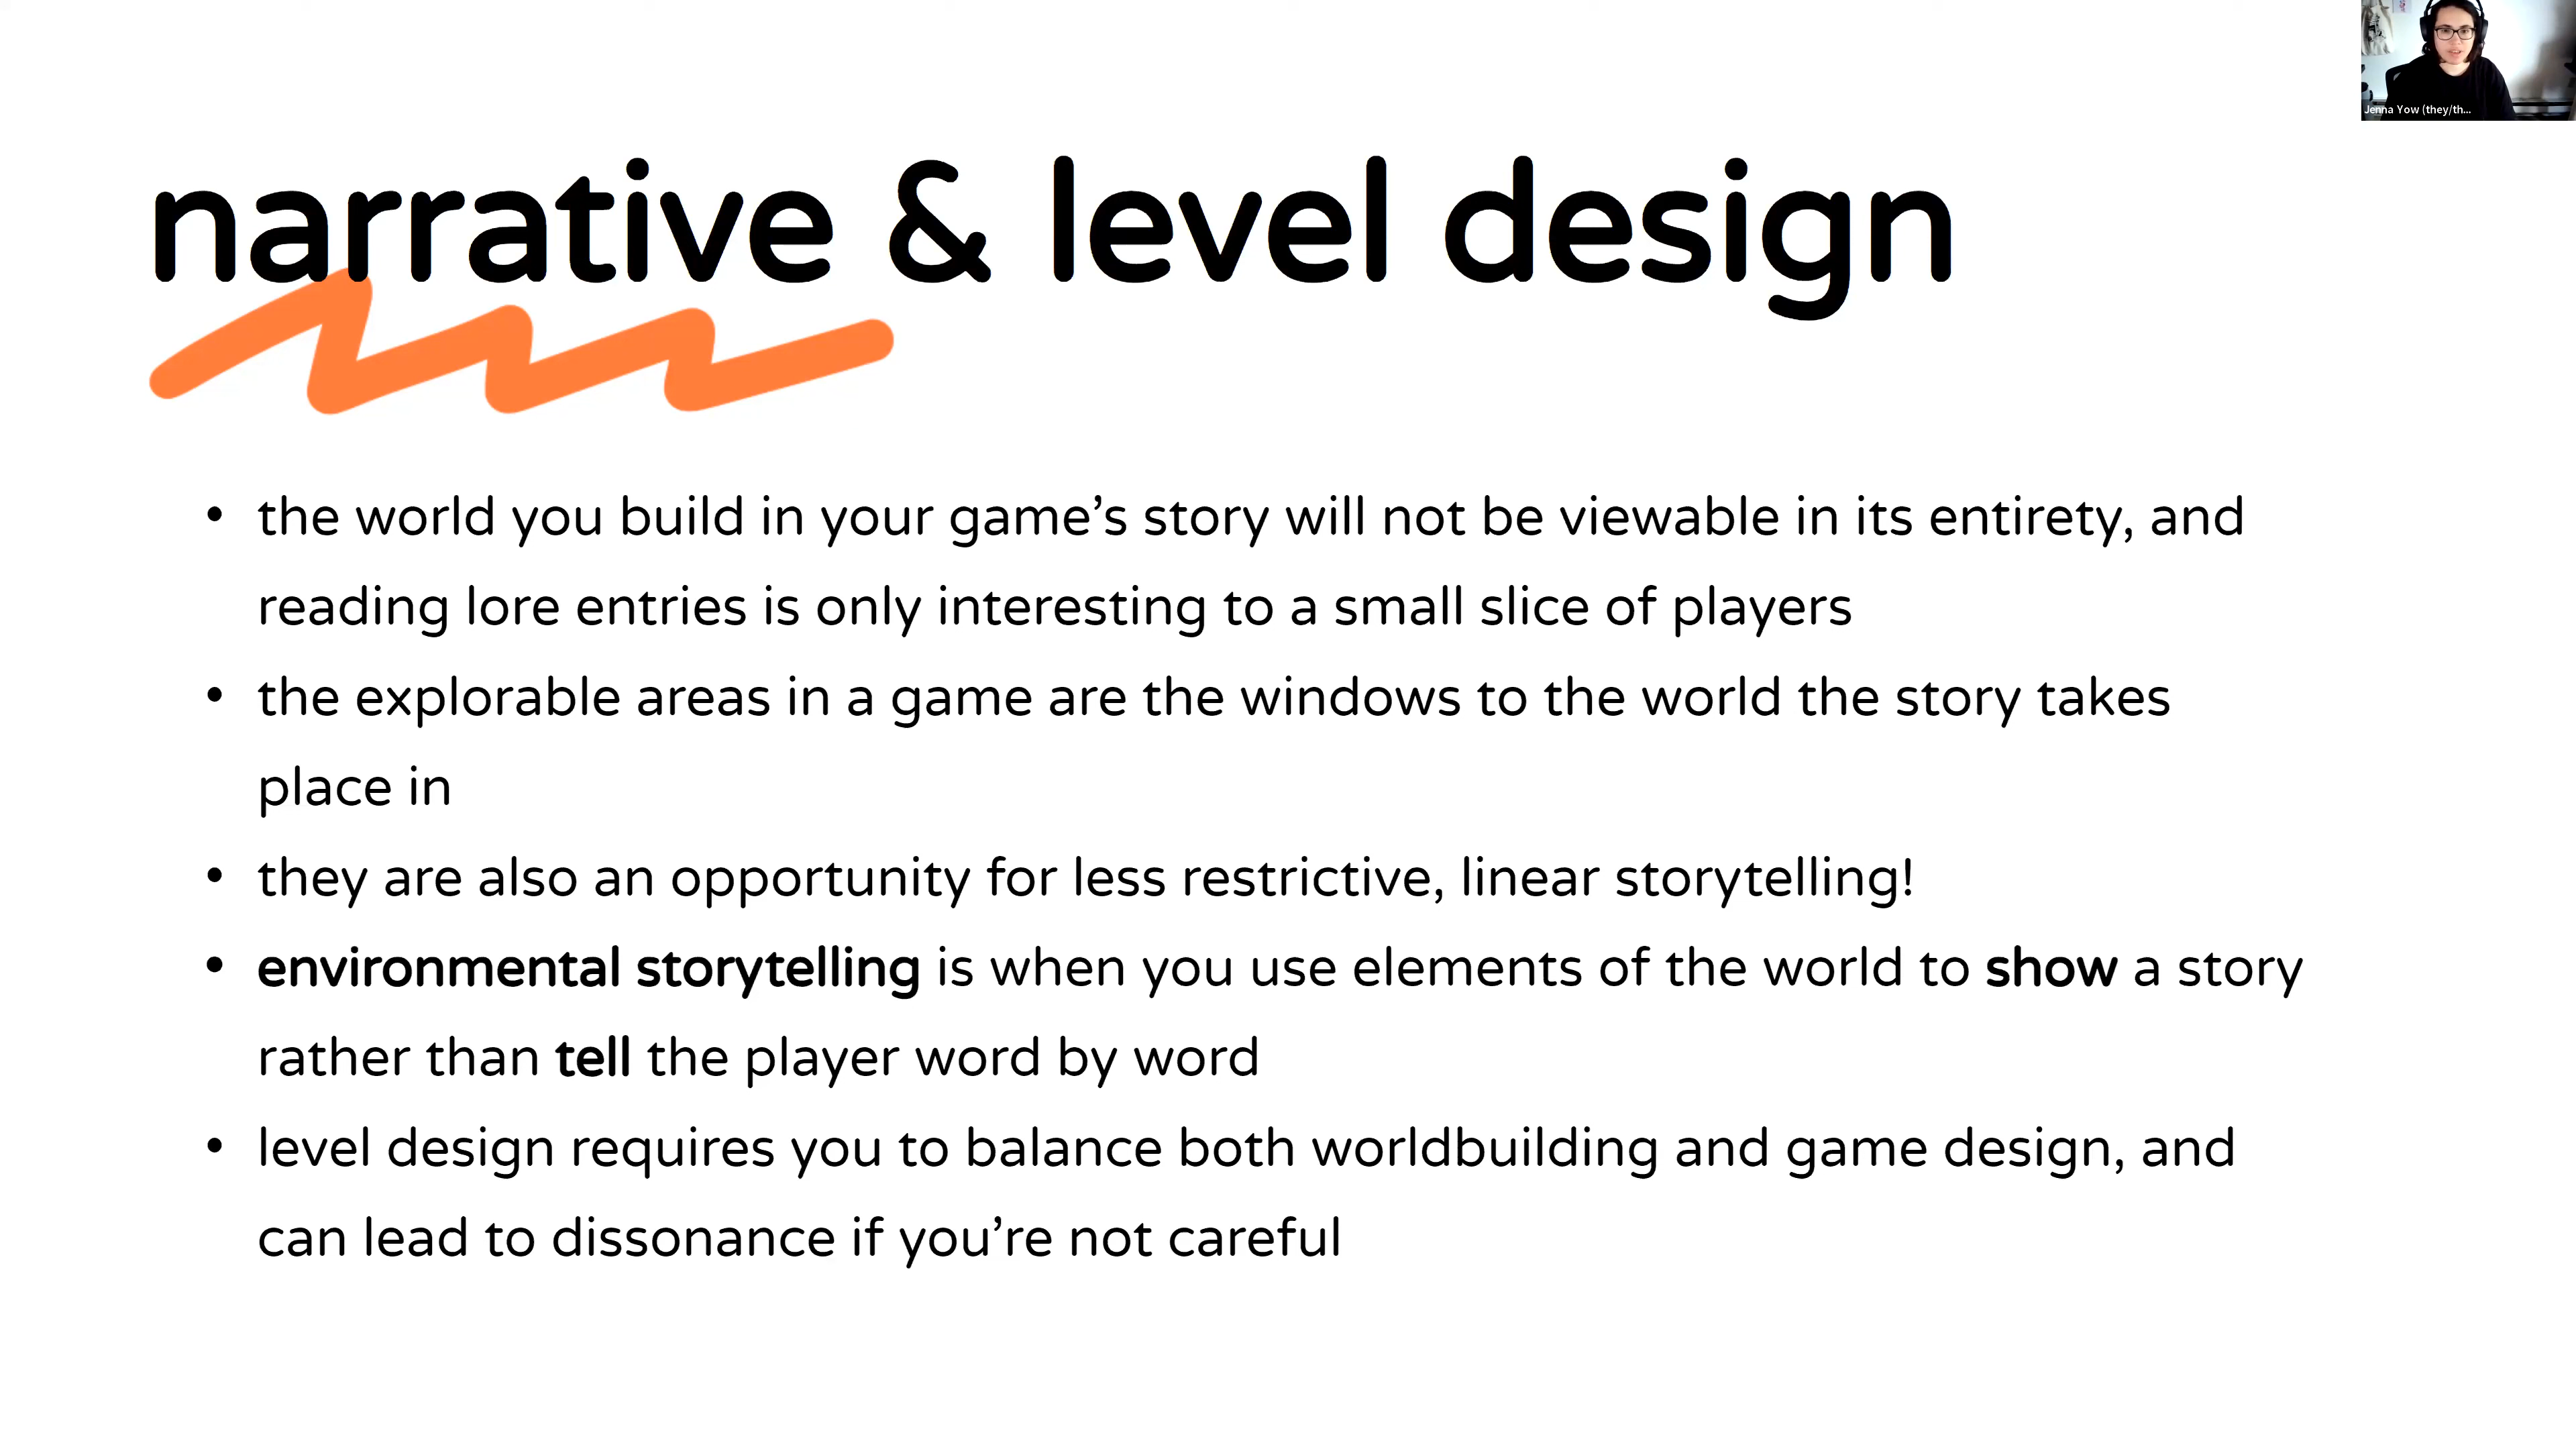 Jenna Yow (they/th...
narrative & level design
• the world you build in your game’s story will not be viewable in its entirety, and
reading lore entries is only interesting to a small slice of players
• the explorable areas in a game are the windows to the world the story takes
place in
• they are also an opportunity for less restrictive, linear storytelling!
• environmental storytelling is when you use elements of the world to show a story
rather than tell the player word by word
• level design requires you to balance both worldbuilding and game design, and
can lead to dissonance if you’re not careful